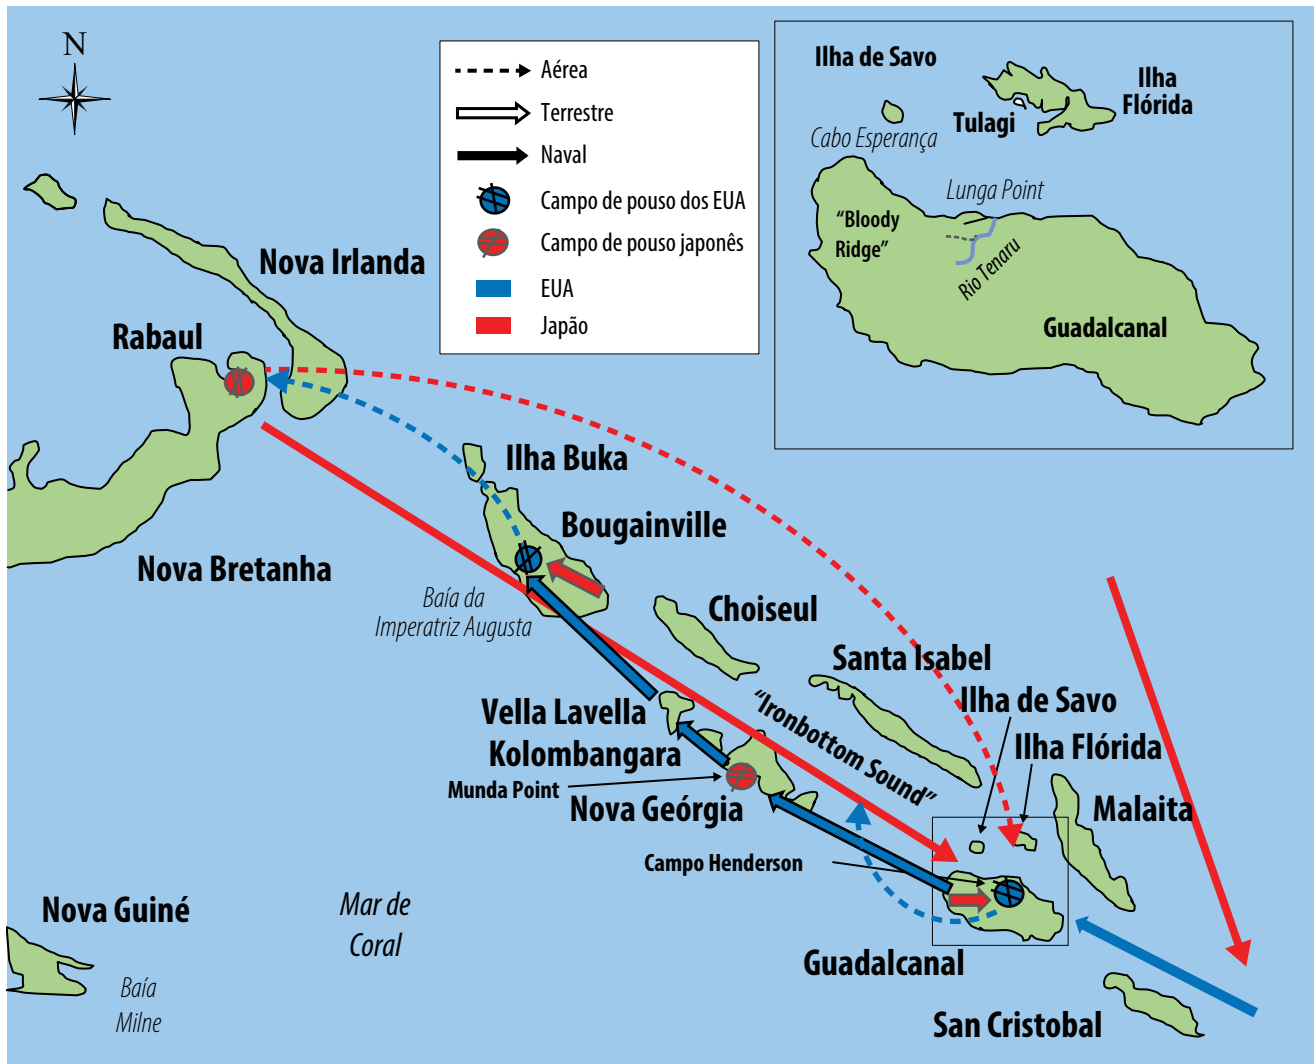 N
Aérea
Terrestre
Naval
Campo de pouso dos EUA
Campo de pouso japonês
EUA
Japão
Ilha de Savo
Ilha
Flórida
Tulagi
Cabo Esperança
Lunga Point
"Bloody
Ridge"
Rio Tenaru
Guadalcanal
Nova Irlanda
Rabaul
Ilha Buka
Bougainville
Nova Bretanha
Baía da
Imperatriz Augusta
Choiseul
Santa Isabel
"Ironbottom Sound"
Ilha de Savo
Ilha Flórida
Vella Lavella
Kolombangara
Munda Point
Nova Geórgia
Malaita
Campo Henderson
Nova Guiné
Mar de
Coral
Guadalcanal
Baía
Milne
San Cristobal